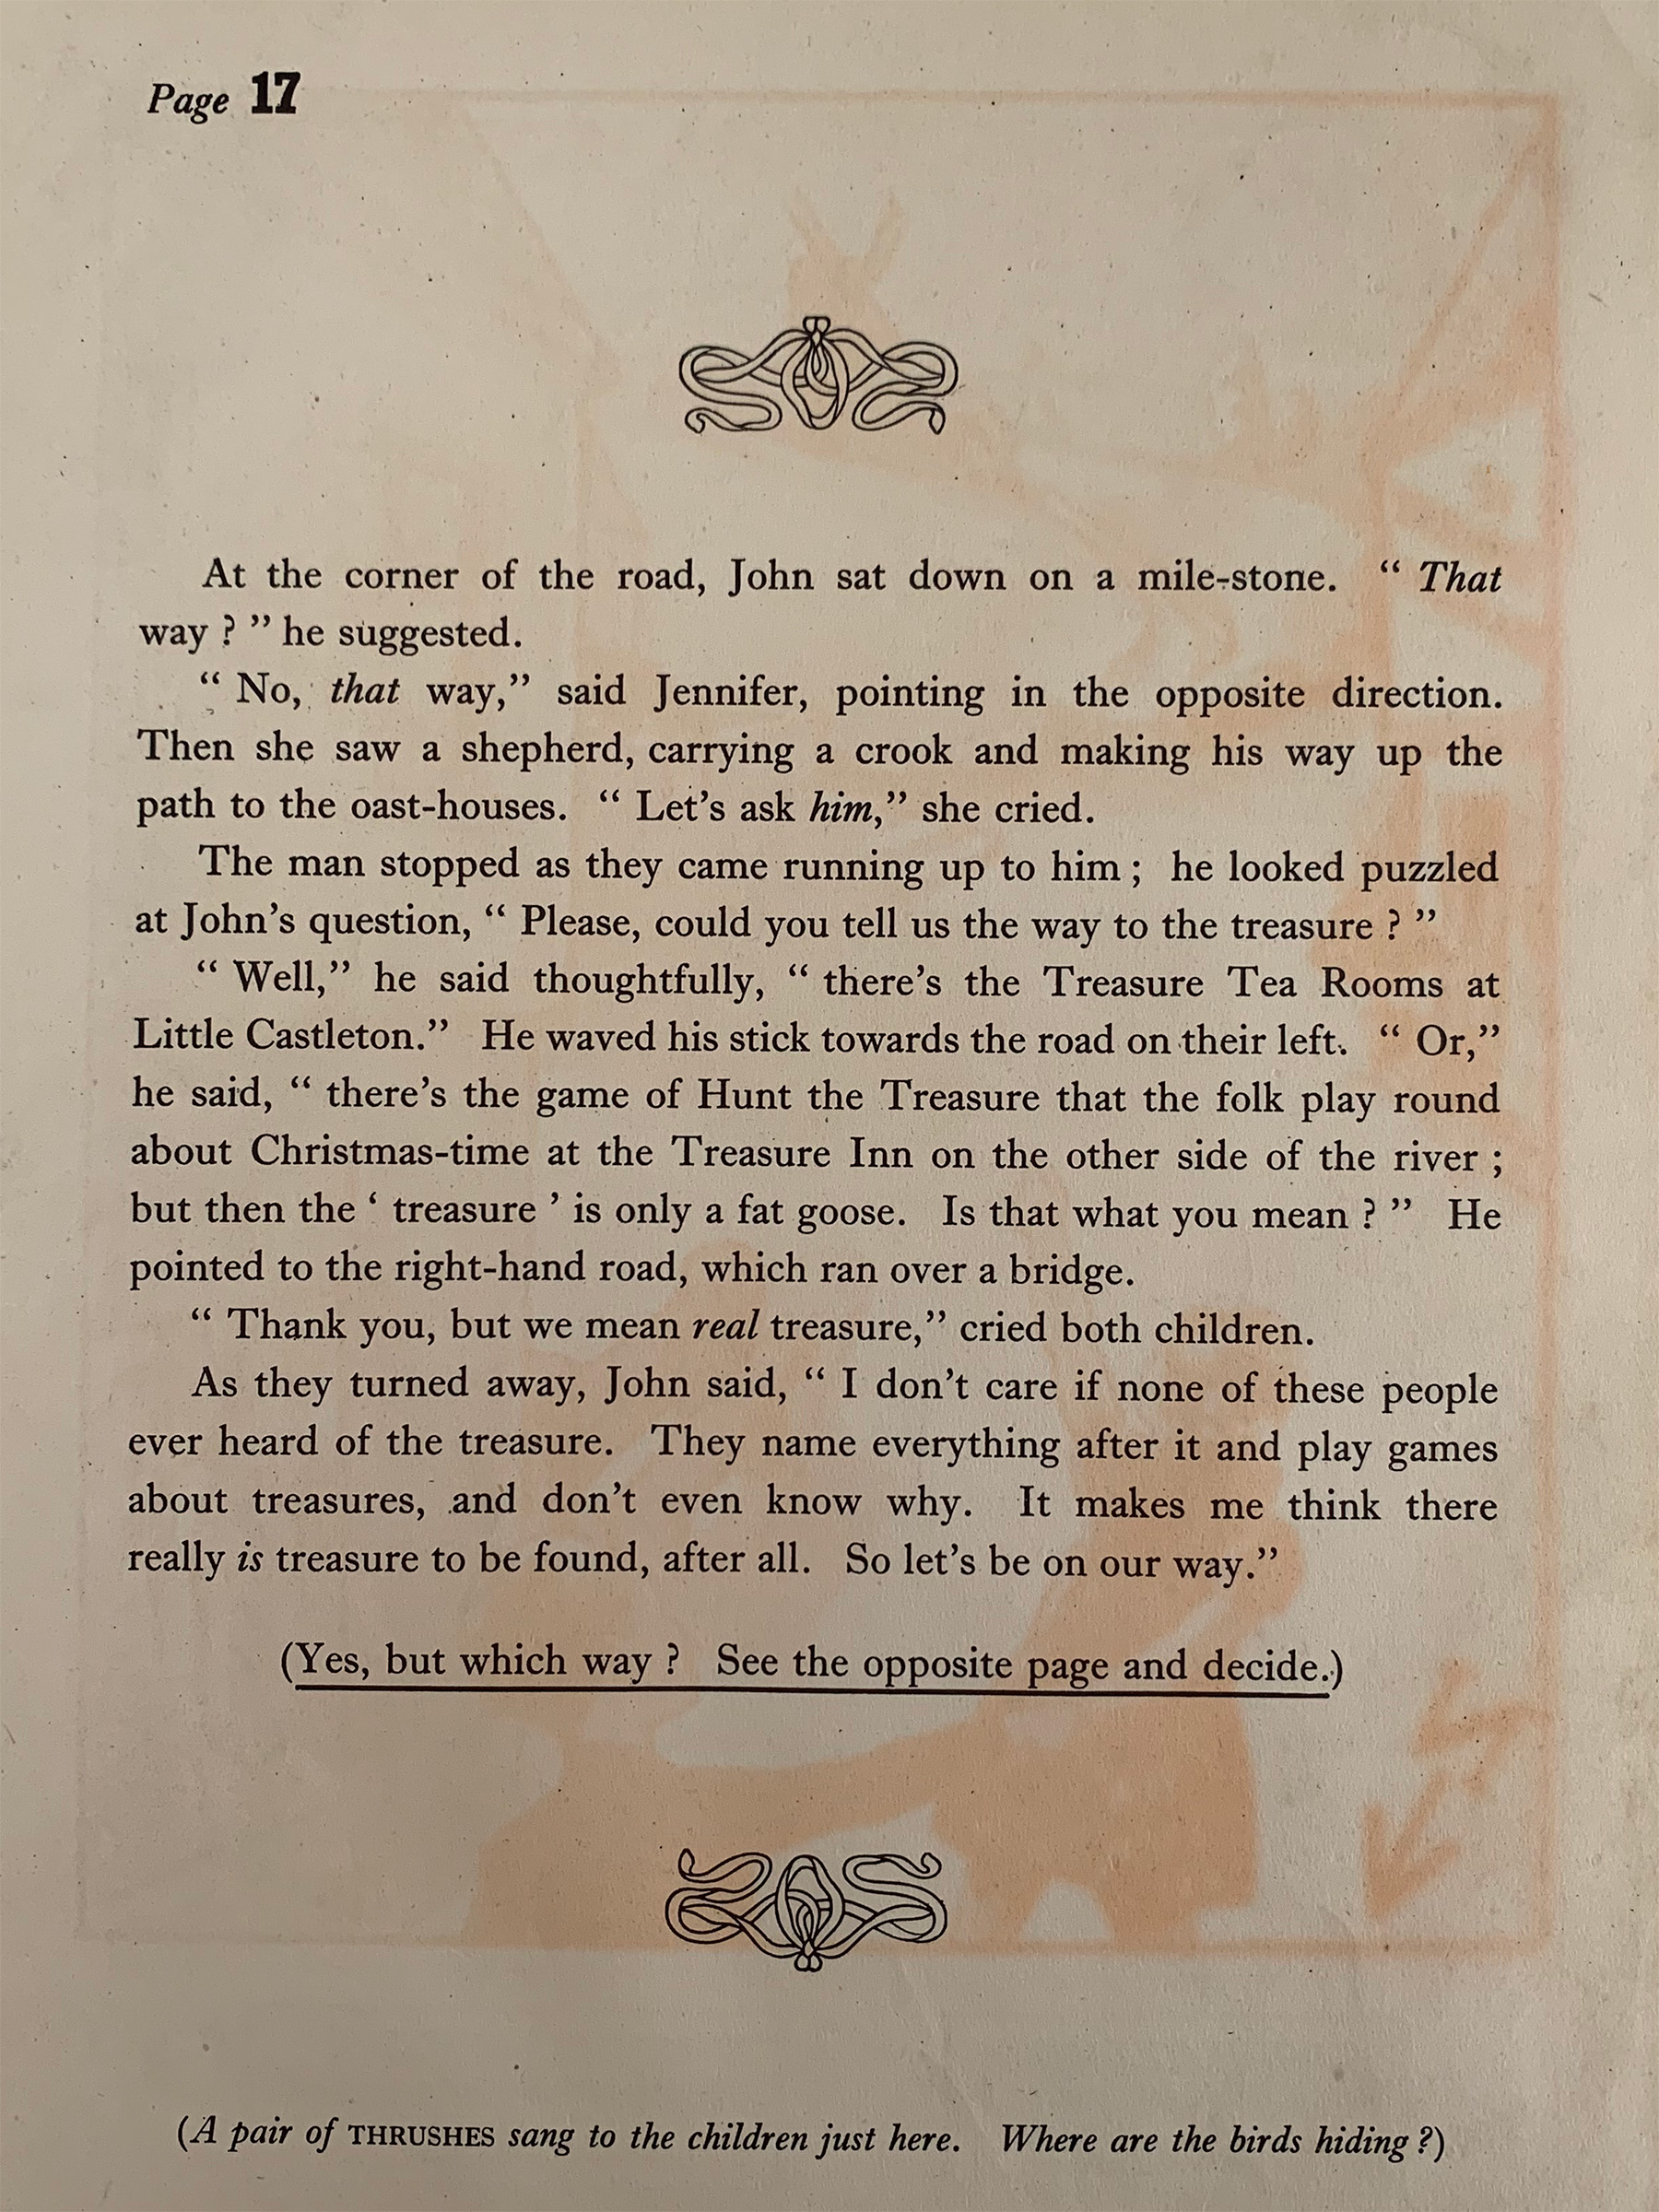 Page 17
At the corner of the road, John sat down on a mile-stone. “ That
way ? ” he suggested.
“ No, that way,” said Jennifer, pointing in the opposite direction.
Then she saw a shepherd, carrying a crook and making his way up the
path to the oast-houses. “ Let’s ask him,” she cried.
The man stopped as they came running up to him ; he looked puzzled
at John’s question, “ Please, could you tell us the way to the treasure ? ”
“ Well,” he said thoughtfully, “ there’s the Treasure Tea Rooms at
Little Castleton.” He waved his stick towards the road on their left. “ Or,”
he said, “ there’s the game of Hunt the Treasure that the folk play round
about Christmas-time at the Treasure Inn on the other side of the river ;
but then the ‘ treasure ’ is only a fat goose. Is that what you mean ? ” He
pointed to the right-hand road, which ran over a bridge.
“ Thank you, but we mean real treasure,” cried both children.
As they turned away, John said, “ I don’t care if none of these people
ever heard of the treasure. They name everything after it and play games
about treasures, and don’t even know why. It makes me think there
really is treasure to be found, after all. So let’s be on our way.”
(Yes, but which way ? See the opposite page and decide.)
(A pair of THRUSHES sang to the children just here. Where are the birds hiding ?)